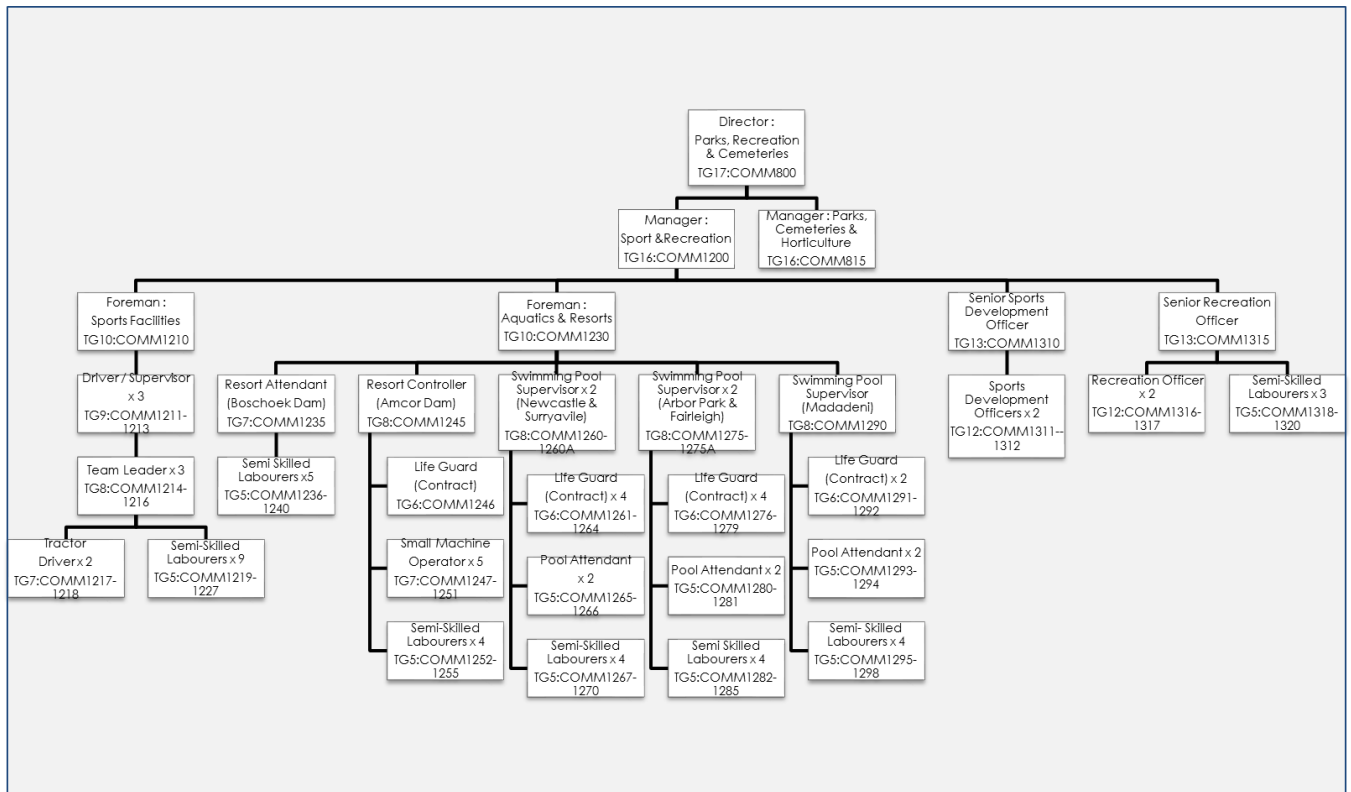 Director :
Parks, Recreation
& Cemeteries
TG17:COMM800
Manager :
Sport &Recreation
TG16:COMM1200
Manager : Parks,
Cemeteries &
Horticulture
TG16:COMM815
Foreman :
Sports Facilities
TG10:COMM1210
Foreman :
Aquatics & Resorts
TG10:COMM1230
Senior Sports
Development
Officer
TG13:COMM1310
Senior Recreation
Officer
TG13:COMM1315
Driver / Supervisor
x 3
TG9:COMM1211-
1213
Resort Attendant
(Boschoek Dam)
TG7:COMM1235
Resort Controller
(Amcor Dam)
TG8:COMM1245
Swimming Pool
Supervisor x 2
(Newcastle &
Surryavile)
TG8:COMM1260-
1260A
Swimming Pool
Supervisor x 2
(Arbor Park &
Fairleigh)
TG8:COMM1275-
1275A
Swimming Pool
Supervisor
(Madadeni)
TG8:COMM1290
Sports
Development
Officers x 2
TG12:COMM1311--
1312
Recreation Officer
x 2
TG12:COMM1316-
1317
Semi-Skilled
Labourers x 3
TG5:COMM1318-
1320
Team Leader x 3
TG8:COMM1214-
1216
Semi Skilled
Labourers x5
TG5:COMM1236-
1240
Life Guard
(Contract)
TG6:COMM1246
Life Guard
(Contract) x 4
TG6:COMM1261-
1264
Life Guard
(Contract) x 4
TG6:COMM1276-
1279
Life Guard
(Contract) x 2
TG6:COMM1291-
1292
Tractor
Driver x 2
TG7:COMM1217-
1218
Semi-Skilled
Labourers x 9
TG5:COMM1219-
1227
Small Machine
Operator x 5
TG7:COMM1247-
1251
Pool Attendant
x 2
TG5:COMM1265-
1266
Pool Attendant x 2
TG5:COMM1280-
1281
Pool Attendant x 2
TG5:COMM1293-
1294
Semi-Skilled
Labourers x 4
TG5:COMM1252-
1255
Semi-Skilled
Labourers x 4
TG5:COMM1267-
1270
Semi Skilled
Labourers x 4
TG5:COMM1282-
1285
Semi- Skilled
Labourers x 4
TG5:COMM1295-
1298